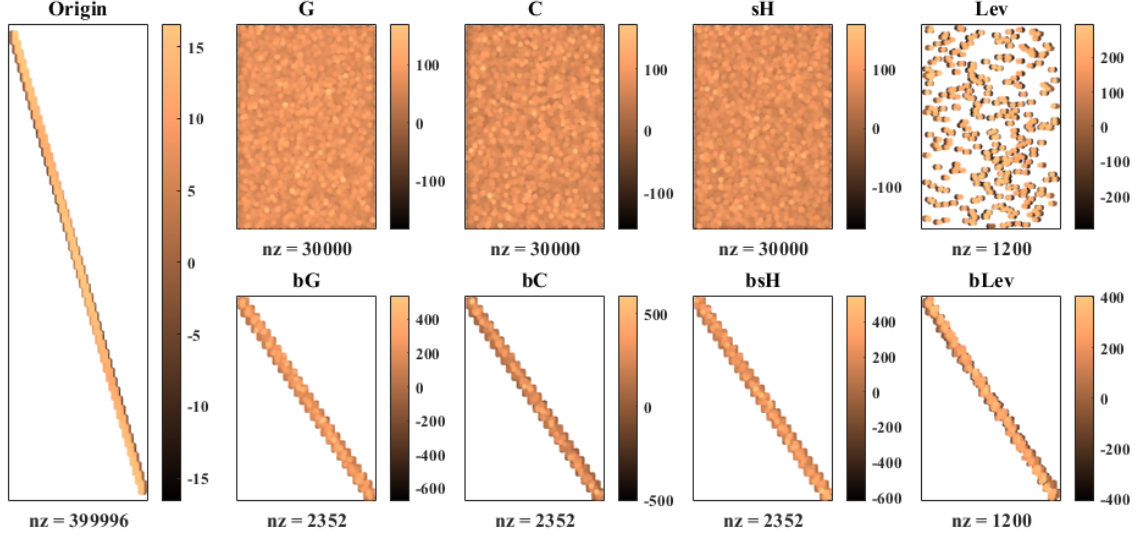 Origin
15
10
5
0
-5
-10
-15
nz = 399996
G
100
0
-100
nz = 30000
C
100
0
-100
nz = 30000
sH
100
0
-100
nz = 30000
Lev
200
100
0
-100
-200
nz = 1200
bG
400
200
0
-200
-400
-600
nz = 2352
bC
500
0
-500
nz = 2352
bsH
400
200
0
-200
-400
-600
nz = 2352
bLev
400
200
0
-200
-400
nz = 1200